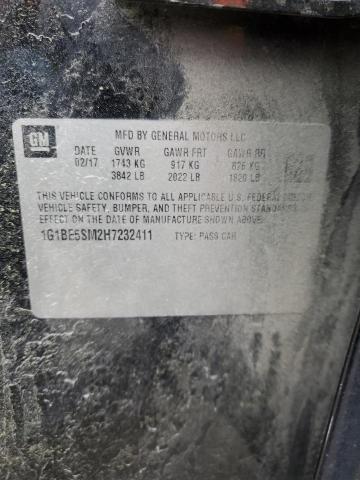 GM
MFD BY GENERAL MOTORS LLC
DATE GVWR GAWR FRT GAWR RR
02/17 1743 KG 917 KG 826 KG
3842 LB 2022 LB 1820 LB
THIS VEHICLE CONFORMS TO ALL APPLICABLE U.S. FEDERAL
VEHICLE SAFETY, BUMPER, AND THEFT PREVENTION STANDARDS
EFFECT ON THE DATE OF MANUFACTURE SHOWN ABOVE.
1G1BE5SM2H7232411 TYPE: PASS CAR